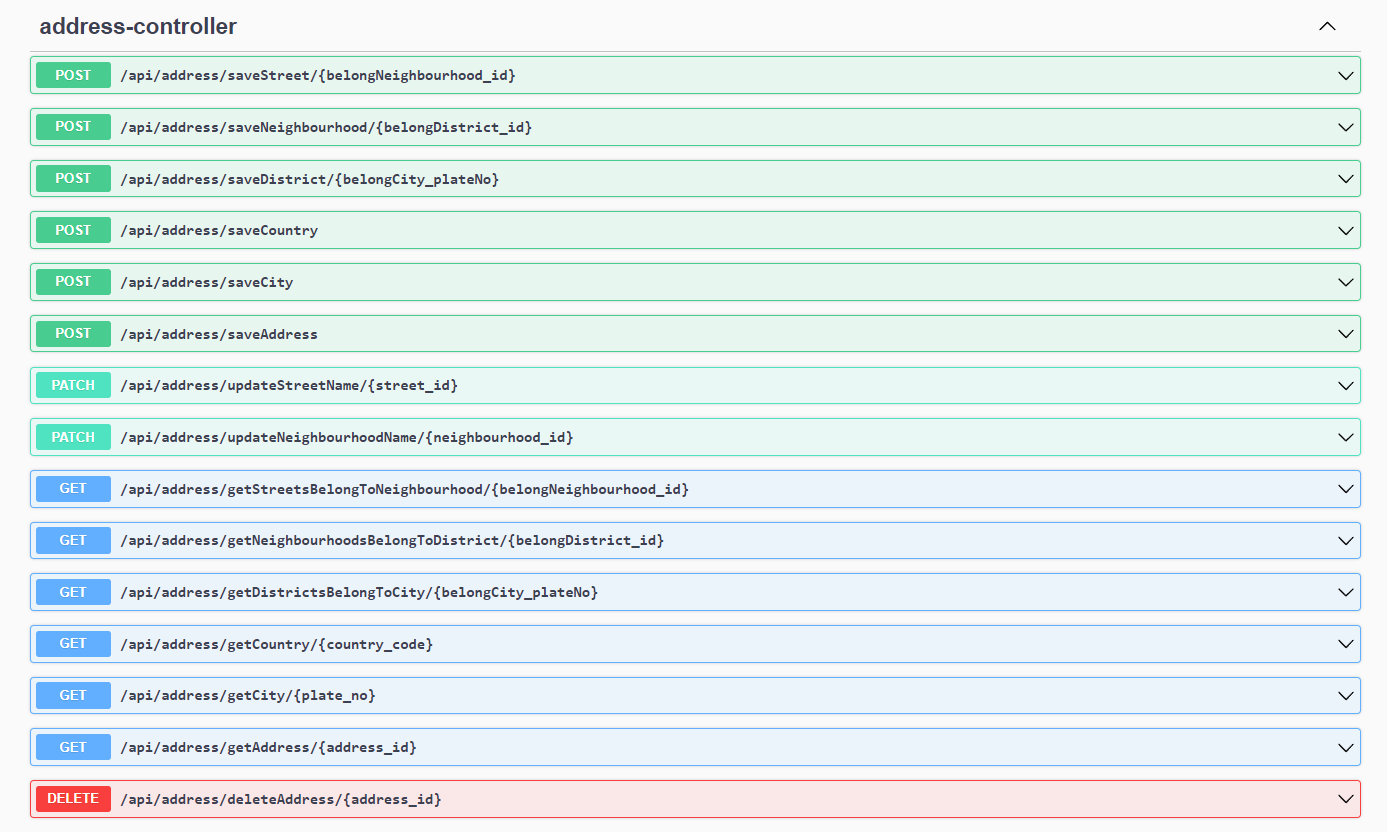 address-controller
POST /api/address/saveStreet/{belongNeighbourhood_id}
POST /api/address/saveNeighbourhood/{belongDistrict_id}
POST /api/address/saveDistrict/{belongCity_plateNo}
POST /api/address/saveCountry
POST /api/address/saveCity
POST /api/address/saveAddress
PATCH /api/address/updateStreetName/{street_id}
PATCH /api/address/updateNeighbourhoodName/{neighbourhood_id}
GET /api/address/getStreetsBelongToNeighbourhood/{belongNeighbourhood_id}
GET /api/address/getNeighbourhoodsBelongToDistrict/{belongDistrict_id}
GET /api/address/getDistrictsBelongToCity/{belongCity_plateNo}
GET /api/address/getCountry/{country_code}
GET /api/address/getCity/{plate_no}
GET /api/address/getAddress/{address_id}
DELETE /api/address/deleteAddress/{address_id}